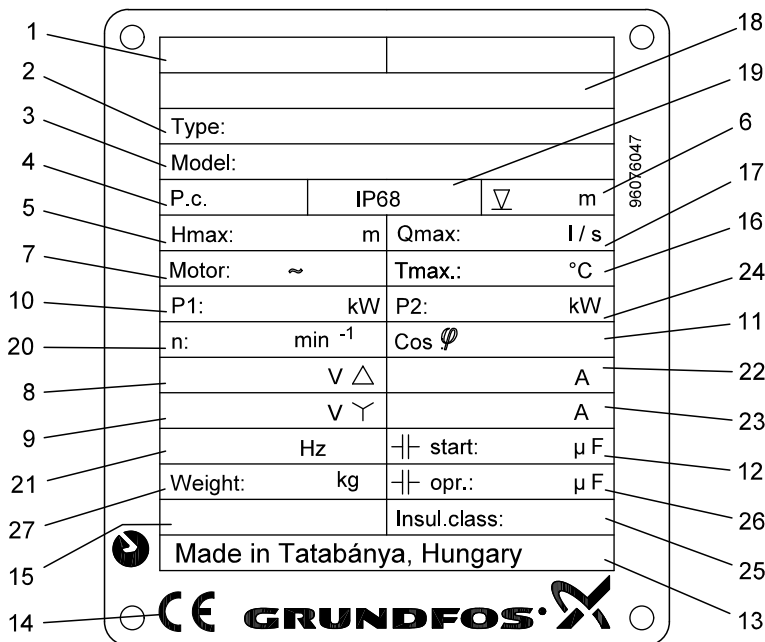 1 18
2 19
3 Type: 6
4 Model: 96076047
P.c. IP68 m 17
5 Hmax: m Qmax: l / s 16
7 Motor: ~ Tmax.: °C
10 P1: kW P2: kW 24
20 n: min -1 Cos φ 11
8 V △ A 22
9 V Y A 23
21 Hz start: µ F 12
27 Weight: kg opr.: µ F 26
15 Insul.class: 25
Made in Tatabánya, Hungary
14 CE GRUNDFOS 13